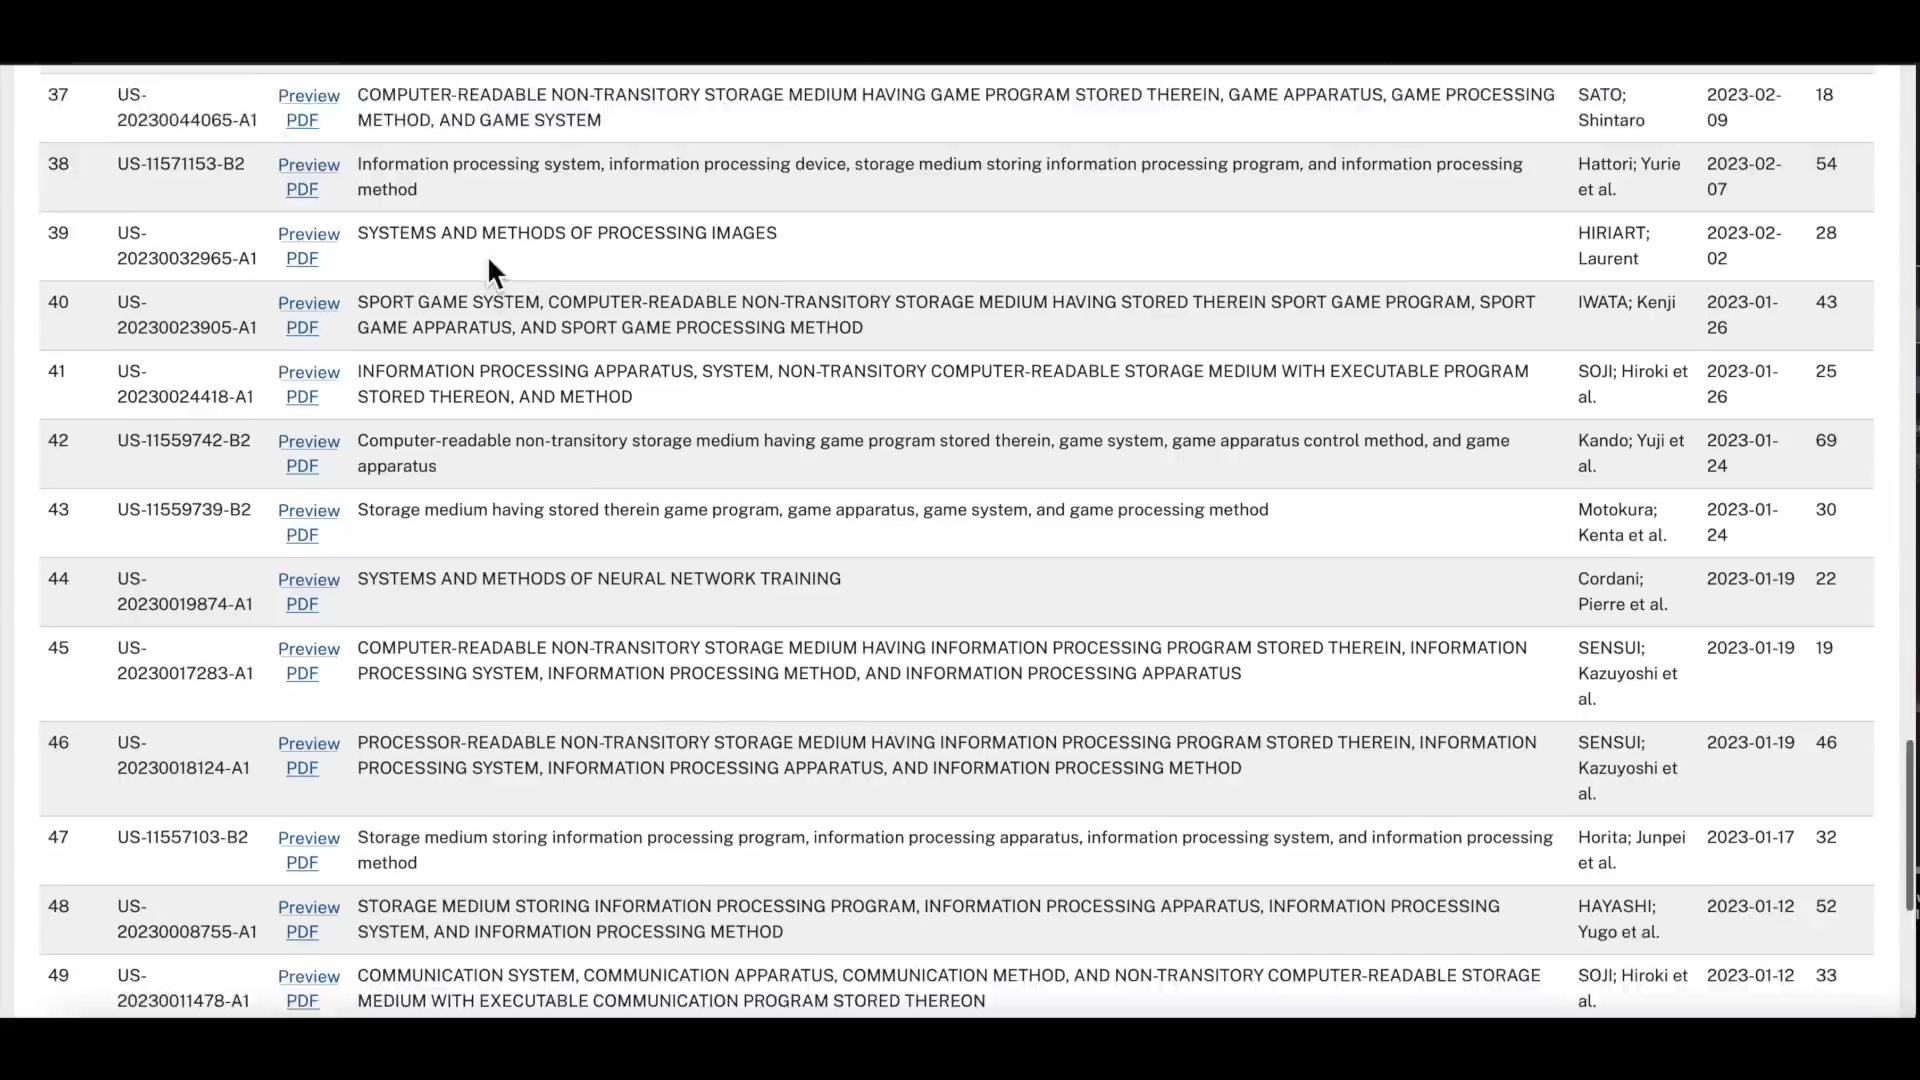 37 US- Preview COMPUTER-READABLE NON-TRANSITORY STORAGE MEDIUM HAVING GAME PROGRAM STORED THEREIN, GAME APPARATUS, GAME PROCESSING SATO; 2023-02- 18
20230044065-A1 PDF METHOD, AND GAME SYSTEM Shintaro 09
38 US-11571153-B2 Preview Information processing system, information processing device, storage medium storing information processing program, and information processing Hattori; Yurie 2023-02- 54
PDF method et al. 07
39 US- Preview SYSTEMS AND METHODS OF PROCESSING IMAGES HIRIART; 2023-02- 28
20230032965-A1 PDF Laurent 02
40 US- Preview SPORT GAME SYSTEM, COMPUTER-READABLE NON-TRANSITORY STORAGE MEDIUM HAVING STORED THEREIN SPORT GAME PROGRAM, SPORT IWATA; Kenji 2023-01- 43
20230023905-A1 PDF GAME APPARATUS, AND SPORT GAME PROCESSING METHOD 26
41 US- Preview INFORMATION PROCESSING APPARATUS, SYSTEM, NON-TRANSITORY COMPUTER-READABLE STORAGE MEDIUM WITH EXECUTABLE PROGRAM SOJI; Hiroki et 2023-01- 25
20230024418-A1 PDF STORED THEREON, AND METHOD al. 26
42 US-11559742-B2 Preview Computer-readable non-transitory storage medium having game program stored therein, game system, game apparatus control method, and game Kando; Yuji et 2023-01- 69
PDF apparatus al. 24
43 US-11559739-B2 Preview Storage medium having stored therein game program, game apparatus, game system, and game processing method Motokura; 2023-01- 30
PDF Kenta et al. 24
44 US- Preview SYSTEMS AND METHODS OF NEURAL NETWORK TRAINING Cordani; 2023-01-19 22
20230019874-A1 PDF Pierre et al.
45 US- Preview COMPUTER-READABLE NON-TRANSITORY STORAGE MEDIUM HAVING INFORMATION PROCESSING PROGRAM STORED THEREIN, INFORMATION SENSUI; 2023-01-19 19
20230017283-A1 PDF PROCESSING SYSTEM, INFORMATION PROCESSING METHOD, AND INFORMATION PROCESSING APPARATUS Kazuyoshi et
al.
46 US- Preview PROCESSOR-READABLE NON-TRANSITORY STORAGE MEDIUM HAVING INFORMATION PROCESSING PROGRAM STORED THEREIN, INFORMATION SENSUI; 2023-01-19 46
20230018124-A1 PDF PROCESSING SYSTEM, INFORMATION PROCESSING APPARATUS, AND INFORMATION PROCESSING METHOD Kazuyoshi et
al.
47 US-11557103-B2 Preview Storage medium storing information processing program, information processing apparatus, information processing system, and information processing Horita; Junpei 2023-01-17 32
PDF method et al.
48 US- Preview STORAGE MEDIUM STORING INFORMATION PROCESSING PROGRAM, INFORMATION PROCESSING APPARATUS, INFORMATION PROCESSING HAYASHI; 2023-01-12 52
20230008755-A1 PDF SYSTEM, AND INFORMATION PROCESSING METHOD Yugo et al.
49 US- Preview COMMUNICATION SYSTEM, COMMUNICATION APPARATUS, COMMUNICATION METHOD, AND NON-TRANSITORY COMPUTER-READABLE STORAGE SOJI; Hiroki et 2023-01-12 33
20230011478-A1 PDF MEDIUM WITH EXECUTABLE COMMUNICATION PROGRAM STORED THEREON al.